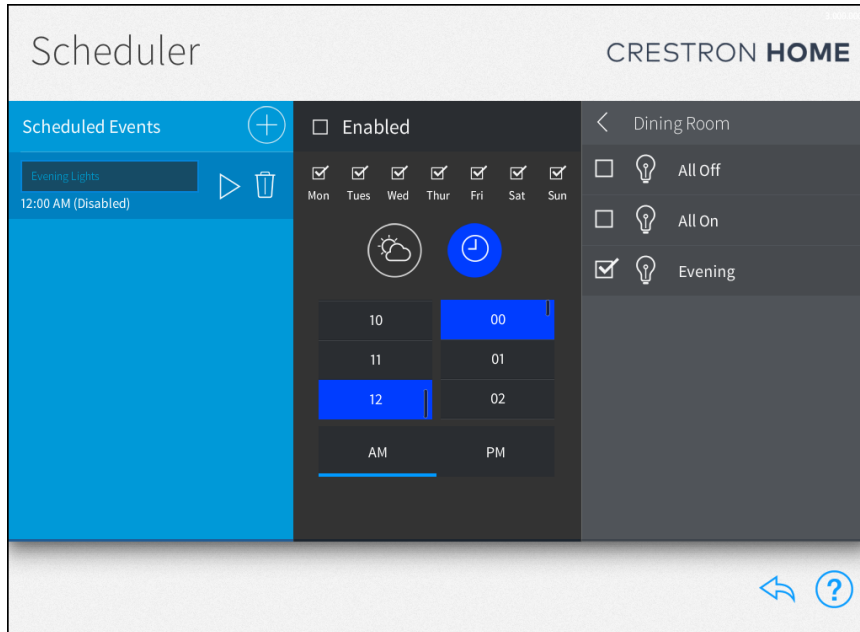 Scheduler
CRESTRON HOME
Scheduled Events
Evening Lights
12:00 AM (Disabled)
Enabled
Mon Tues Wed Thur Fri Sat Sun
10 00
11 01
12 02
AM PM
Dining Room
All Off
All On
Evening
?